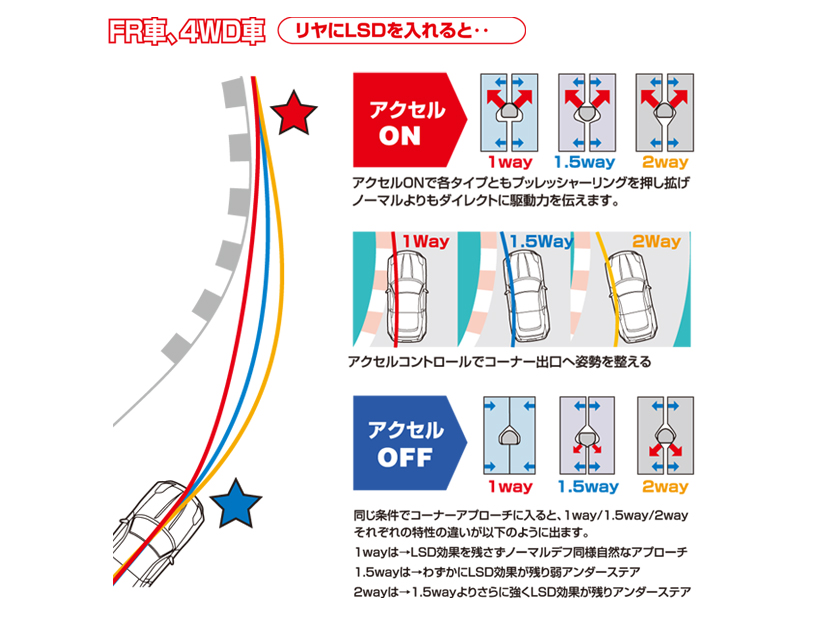 FR車、4WD車
リヤにLSDを入れると‥
アクセル
ON
1way
1.5way
2way
アクセルONで各タイプともプッレッシャーリングを押し拡げ
ノーマルよりもダイレクトに駆動力を伝えます。
1Way
1.5Way
2Way
アクセルコントロールでコーナー出口へ姿勢を整える
アクセル
OFF
1way
1.5way
2way
同じ条件でコーナーアプローチに入ると、1way/1.5way/2way
それぞれの特性の違いが以下のように出ます。
1wayは→LSD効果を残さずノーマルデフ同様自然なアプローチ
1.5wayは→わずかにLSD効果が残り弱アンダーステア
2wayは→1.5wayよりさらに強くLSD効果が残りアンダーステア